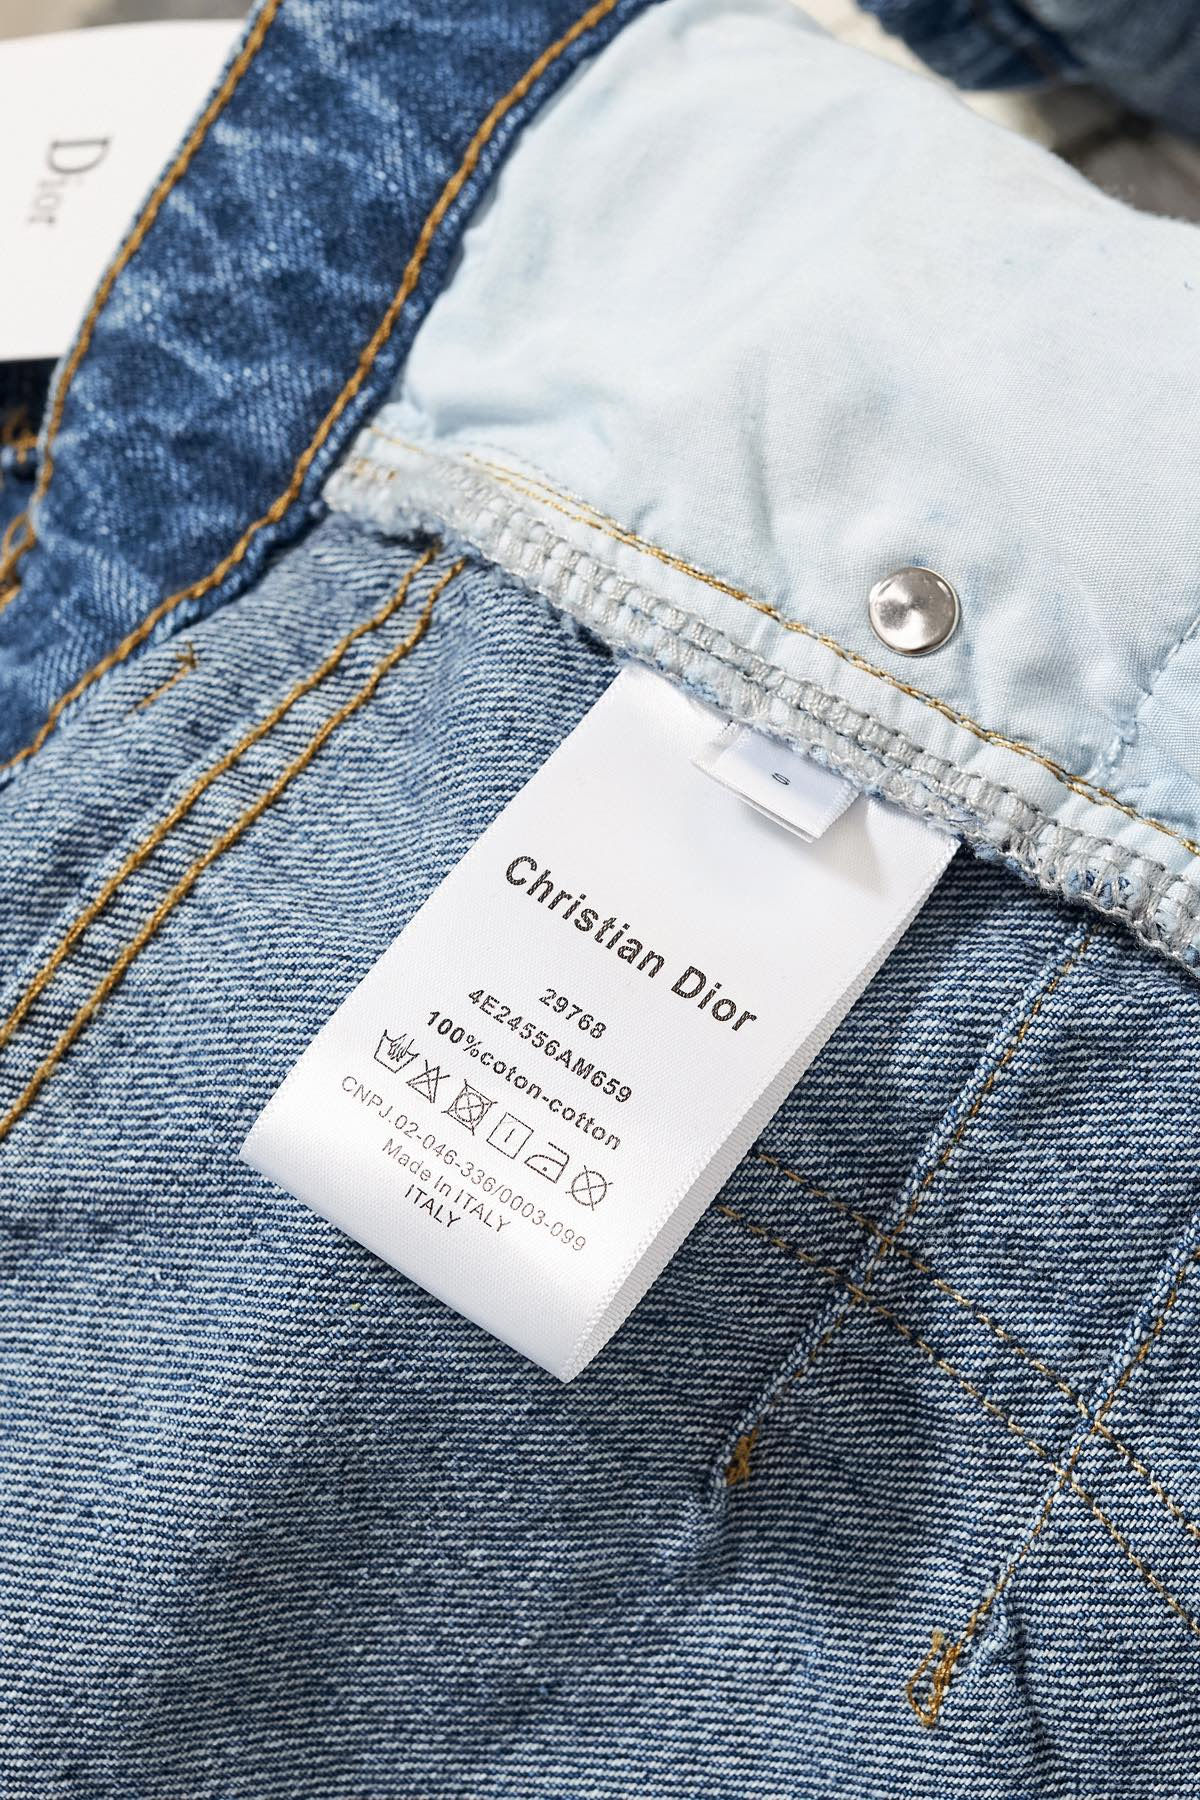 Dior
S
Christian Dior
29768
4E24556AM659
100%coton-cotton
CNPJ.02-046-336/0003-099
Made In ITALY
ITALY